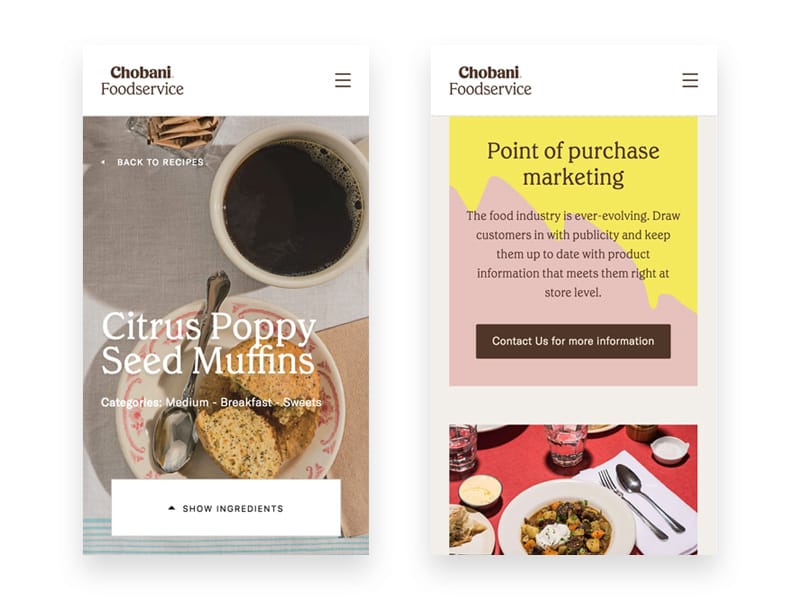 Chobani.
Foodservice
BACK TO RECIPES
Citrus Poppy
Seed Muffins
Categories: Medium - Breakfast - Sweets
SHOW INGREDIENTS
Chobani.
Foodservice
Point of purchase
marketing
The food industry is ever-evolving. Draw
customers in with publicity and keep
them up to date with product
information that meets them right at
store level.
Contact Us for more information